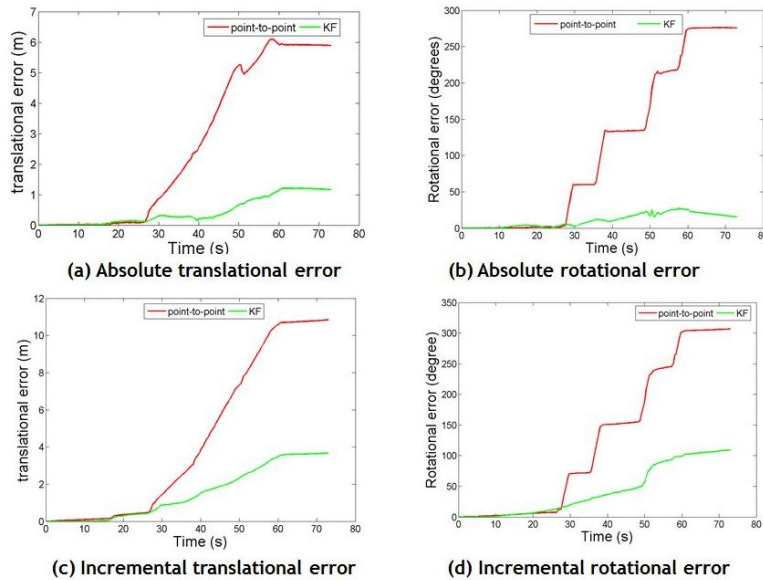 point-to-point KF
translational error (m)
6
5
4
3
2
1
0
0 10 20 30 40 50 60 70 80
Time (s)
(a) Absolute translational error
point-to-point KF
Rotational error (degrees)
300
250
200
150
100
50
0
0 10 20 30 40 50 60 70 80
Time (s)
(b) Absolute rotational error
point-to-point KF
translational error (m)
12
10
8
6
4
2
0
0 10 20 30 40 50 60 70 80
Time (s)
(c) Incremental translational error
point-to-point KF
Rotational error (degree)
350
300
250
200
150
100
50
0
0 10 20 30 40 50 60 70 80
Time (s)
(d) Incremental rotational error